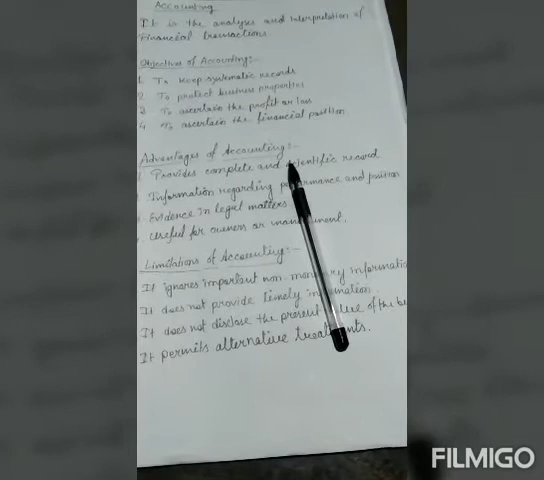 Accounting
It is the analyses and interpretation of
Financial transactions
Objectives of Accounting:-
1 To keep systematic records
2 To protect business properties
3 To ascertain the profit or loss
4 To ascertain the financial position
Advantages of Accounting:-
Provides complete and scientific record
Information regarding performance and position
Evidence in legal matters
Useful for owners or management.
Limitations of Accounting:-
It ignores important non-monetary informatio
It does not provide timely information.
It does not disclose the present value of the bu
It permits alternative treatments.
FILMIGO